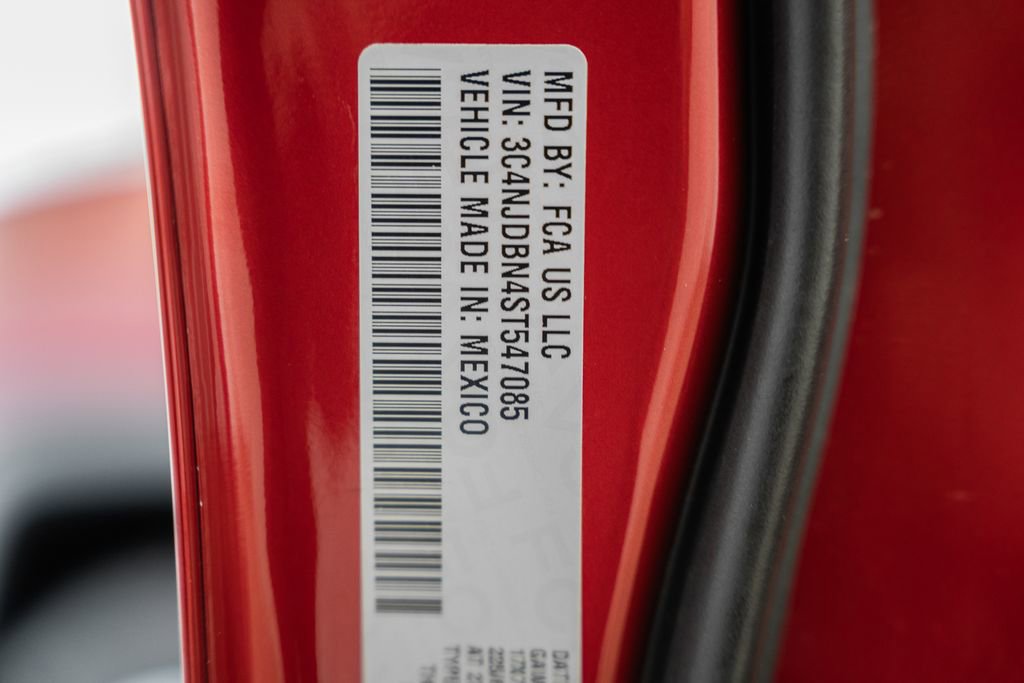 MFD BY: FCA US LLC
VIN: 3C4NJDBN4ST547085
VEHICLE MADE IN: MEXICO